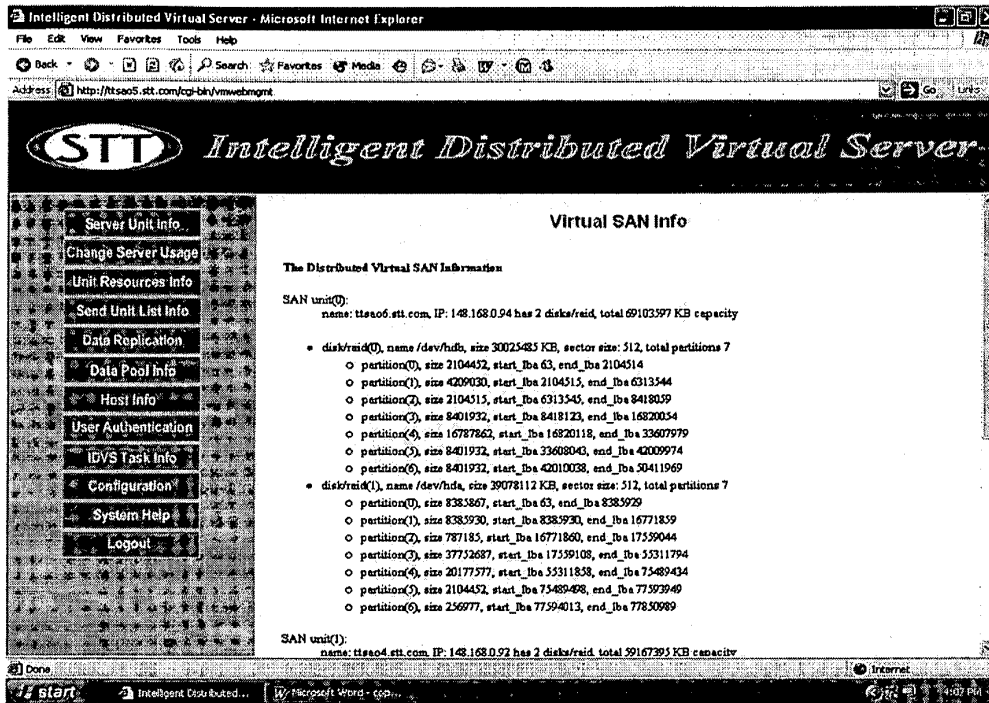 Intelligent Distributed Virtual Server - Microsoft Internet Explorer
File Edit View Favorites Tools Help
Back Search Favorites Media
Address http://ttsao5.stt.com/cgi-bin/vmwebmgmt Go Links
STT Intelligent Distributed Virtual Server
Server Unit Info
Change Server Usage
Unit Resources Info
Send Unit List Info
Data Replication
Data Pool Info
Host Info
User Authentication
IDVS Task Info
Configuration
System Help
Logout
Virtual SAN Info
The Distributed Virtual SAN Information
SAN unit(0):
name: ttsao6.stt.com, IP: 148.168.0.94 has 2 disks/raid, total 69103597 KB capacity
• disk/raid(0), name /dev/hdb, size 30025485 KB, sector size: 512, total partitions 7
o partition(0), size 2104452, start_lba 63, end_lba 2104514
o partition(1), size 4209030, start_lba 2104515, end_lba 6313544
o partition(2), size 2104515, start_lba 6313545, end_lba 8418059
o partition(3), size 8401932, start_lba 8418123, end_lba 16820054
o partition(4), size 16787862, start_lba 16820118, end_lba 33607979
o partition(5), size 8401932, start_lba 33608043, end_lba 42009974
o partition(6), size 8401932, start_lba 42010038, end_lba 50411969
• disk/raid(1), name /dev/hda, size 39078112 KB, sector size: 512, total partitions 7
o partition(0), size 8385867, start_lba 63, end_lba 8385929
o partition(1), size 8385930, start_lba 8385930, end_lba 16771859
o partition(2), size 787185, start_lba 16771860, end_lba 17559044
o partition(3), size 37752687, start_lba 17559108, end_lba 55311794
o partition(4), size 20177577, start_lba 55311858, end_lba 75489434
o partition(5), size 2104452, start_lba 75489498, end_lba 77593949
o partition(6), size 256977, start_lba 77594013, end_lba 77850989
SAN unit(1):
name: ttsao4.stt.com, IP: 148.168.0.92 has 2 disks/raid, total 59167395 KB capacity
Done Internet
start Intelligent Distributed... Microsoft Word - cop... 4:07 PM